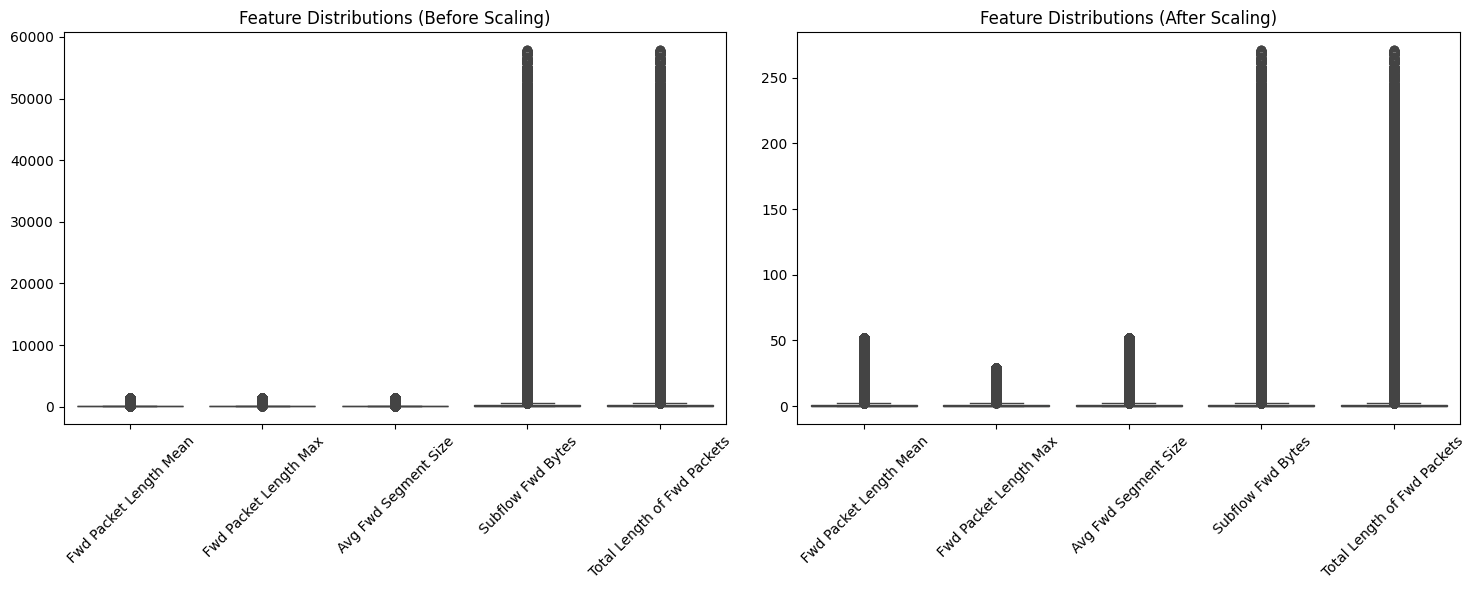 Feature Distributions (Before Scaling)
60000
50000
40000
30000
20000
10000
0
Fwd Packet Length Mean
Fwd Packet Length Max
Avg Fwd Segment Size
Subflow Fwd Bytes
Total Length of Fwd Packets
Feature Distributions (After Scaling)
250
200
150
100
50
0
Fwd Packet Length Mean
Fwd Packet Length Max
Avg Fwd Segment Size
Subflow Fwd Bytes
Total Length of Fwd Packets